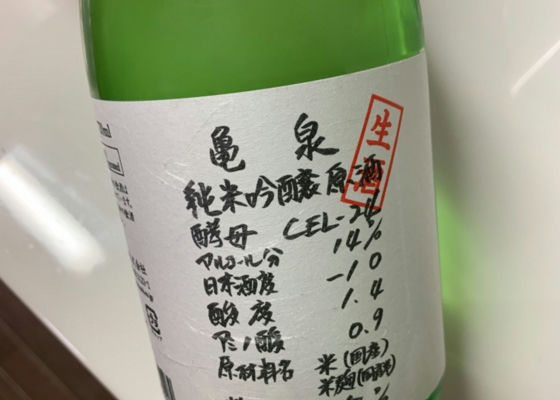 亀泉
生酒
純米吟醸原酒
酵母 CEL-24
アルコール分 14%
日本酒度 -10
酸度 1.4
アミノ酸 0.9
原材料名 米(国産)
米麹(国産米)